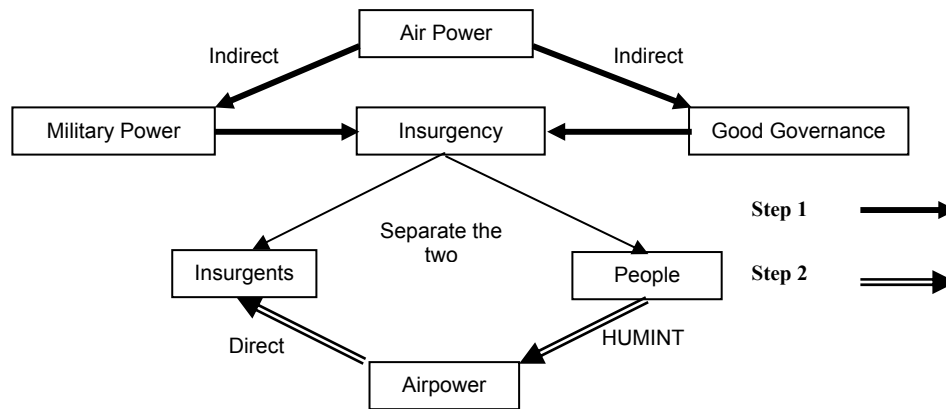 Air Power
Indirect
Indirect
Military Power
Insurgency
Good Governance
Step 1
Separate the
two
Insurgents
People
Step 2
Direct
HUMINT
Airpower